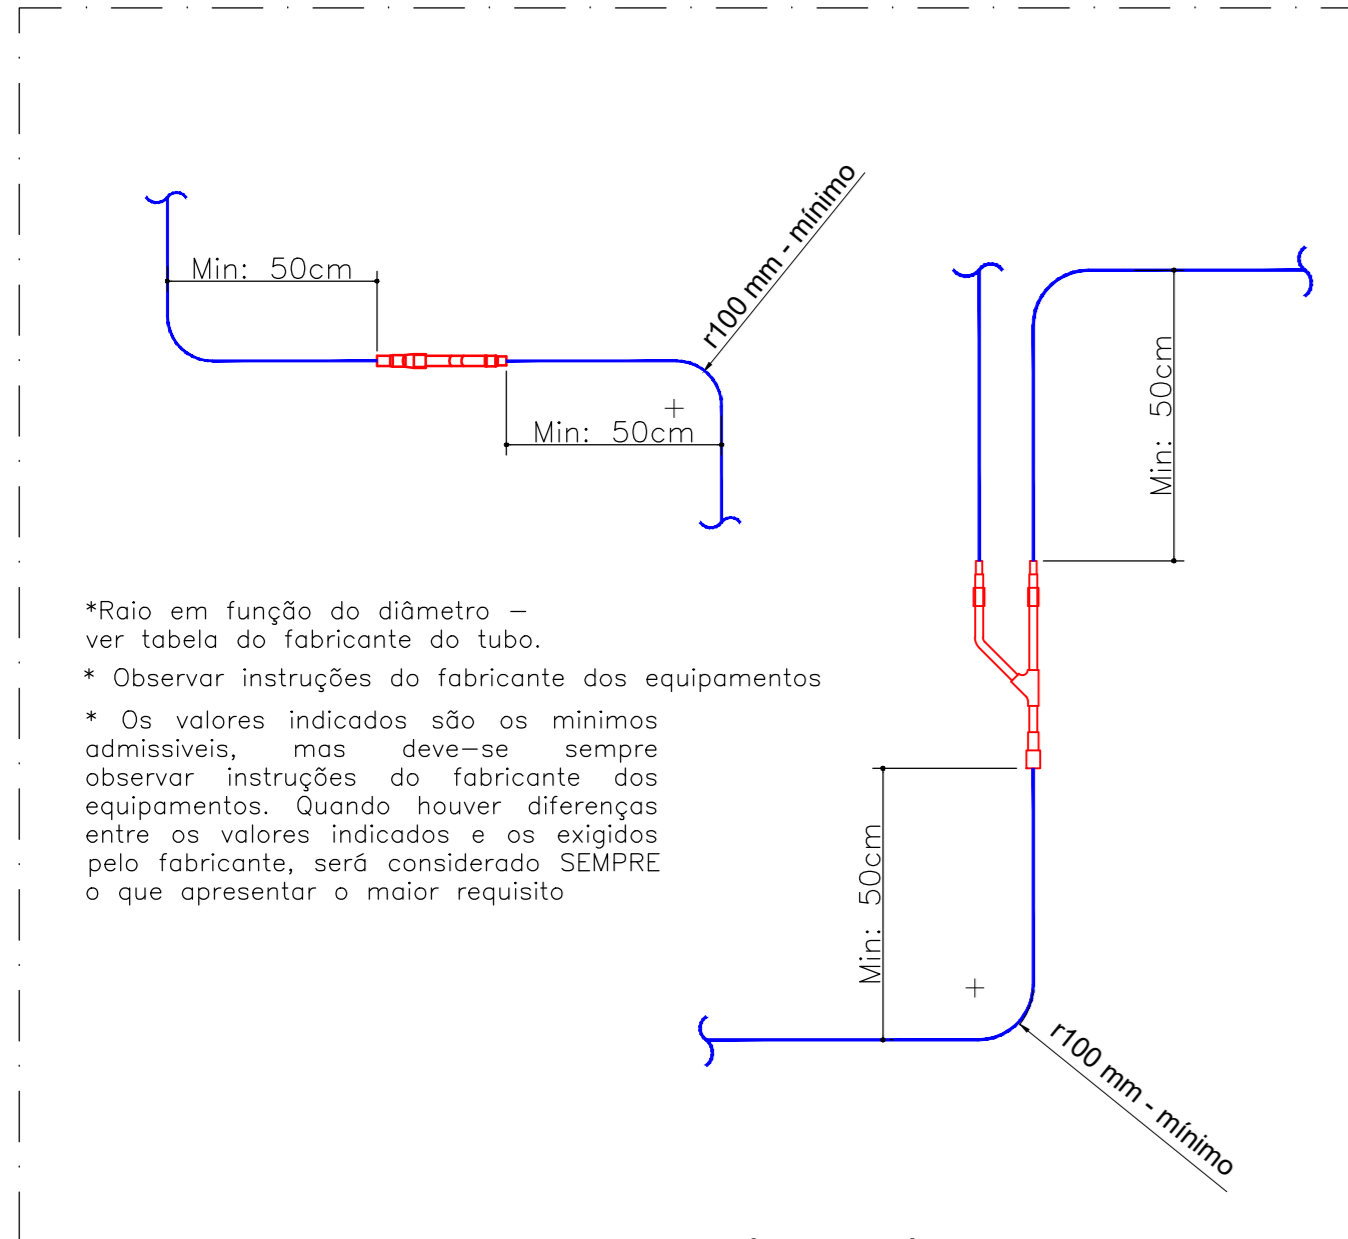 Min: 50cm
r100 mm - mínimo
Min: 50cm
Min: 50cm
*Raio em função do diâmetro –
ver tabela do fabricante do tubo.
* Observar instruções do fabricante dos equipamentos
* Os valores indicados são os minimos
admissiveis, mas deve–se sempre
observar instruções do fabricante dos
equipamentos. Quando houver diferenças
entre os valores indicados e os exigidos
pelo fabricante, será considerado SEMPRE
o que apresentar o maior requisito
Min: 50cm
r100 mm - mínimo